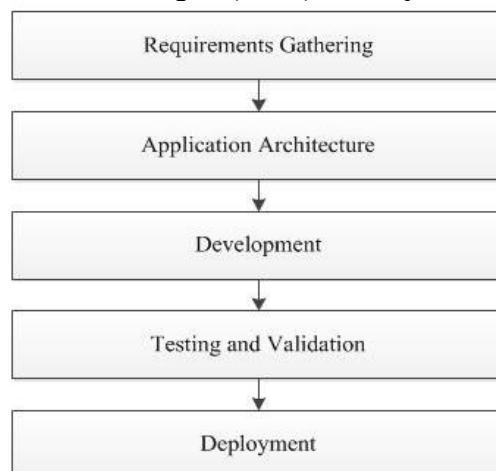 Requirements Gathering
Application Architecture
Development
Testing and Validation
Deployment